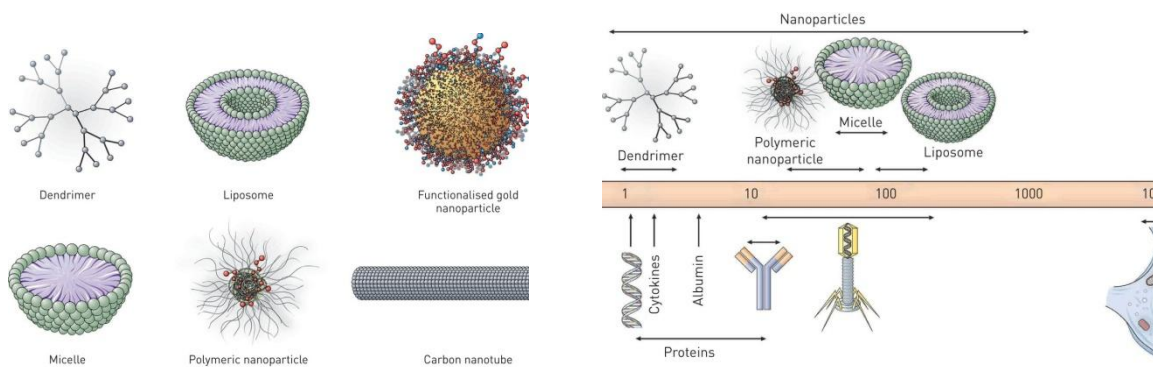 Dendrimer
Liposome
Functionalised gold
nanoparticle
Micelle
Polymeric nanoparticle
Carbon nanotube
Nanoparticles
Dendrimer
Polymeric
nanoparticle
Micelle
Liposome
1
10
100
1000
Cytokines
Albumin
Proteins